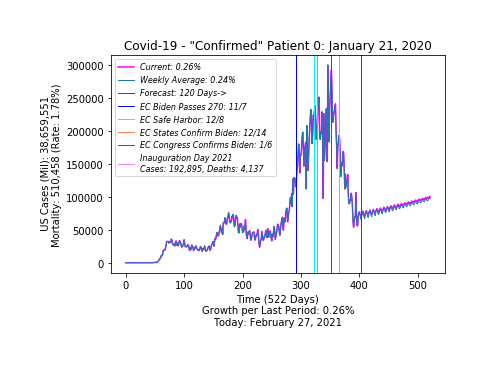 Covid-19 - "Confirmed" Patient 0: January 21, 2020
US Cases (Mil): 38,659,551
Mortality: 510,458 (Rate: 1.78%)
300000
250000
200000
150000
100000
50000
0
Current: 0.26%
Weekly Average: 0.24%
Forecast: 120 Days->
EC Biden Passes 270: 11/7
EC Safe Harbor: 12/8
EC States Confirm Biden: 12/14
EC Congress Confirms Biden: 1/6
Inauguration Day 2021
Cases: 192,895, Deaths: 4,137
0 100 200 300 400 500
Time (522 Days)
Growth per Last Period: 0.26%
Today: February 27, 2021